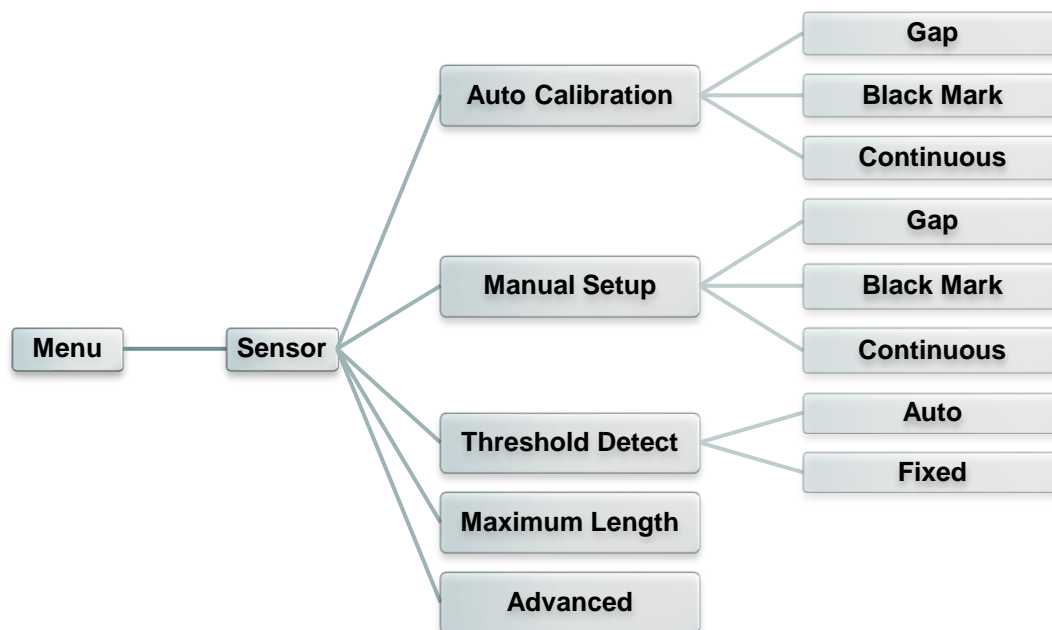 Menu
Sensor
Auto Calibration
Gap
Black Mark
Continuous
Manual Setup
Gap
Black Mark
Continuous
Threshold Detect
Auto
Fixed
Maximum Length
Advanced